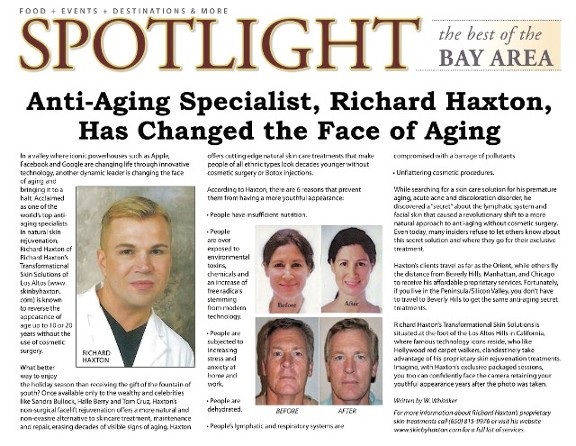 FOOD + EVENTS + DESTINATIONS & MORE
SPOTLIGHT
the best of the
BAY AREA
Anti-Aging Specialist, Richard Haxton,
Has Changed the Face of Aging
In a valley where iconic powerhouses such as Apple,
Facebook and Google are changing life through innovative
technology, another dynamic leader is changing the face
of aging and
bringing it to a
halt. Acclaimed
as one of the
world's top anti-
aging specialists
in natural skin
rejuvenation,
Richard Haxton of
Richard Haxton's
Transformational
Skin Solutions of
Los Altos (www.
skinbyhaxton.
com) is known
to reverse the
appearance of
age up to 10 or 20
years without the
use of cosmetic
surgery.
RICHARD
HAXTON
What better
way to enjoy
the holiday season than receiving the gift of the fountain of
youth? Once available only to the wealthy and celebrities
like Sandra Bullock, Halle Berry and Tom Cruz, Haxton's
non-surgical facelift rejuvenation offers a more natural and
non-evasive alternative to skincare treatment, maintenance
and repair, erasing decades of visible signs of aging. Haxton
offers cutting edge natural skin care treatments that make
people of all ethnic types look decades younger without
cosmetic surgery or Botox injections.
According to Haxton, there are 6 reasons that prevent
them from having a more youthful appearance:
• People have insufficient nutrition.
• People
are over
exposed to
environmental
toxins,
chemicals and
an increase of
free radicals
stemming
from modern
technology.
• People are
subjected to
increasing
stress and
anxiety at
home and
work.
• People are
dehydrated.
Before
After
BEFORE
AFTER
• People's lymphatic and respiratory systems are
compromised with a barrage of pollutants
• Unflattering cosmetic procedures.
While searching for a skin care solution for his premature
aging, acute acne and discoloration disorder, he
discovered a "secret" about the lymphatic system and
facial skin that caused a revolutionary shift to a more
natural approach to anti-aging without cosmetic surgery.
Even today, many insiders refuse to let others know about
this secret solution and where they go for their exclusive
treatment.
Haxton's clients travel as far as the Orient, while others fly
the distance from Beverly Hills, Manhattan, and Chicago
to receive his affordable proprietary services. Fortunately,
if you live in the Peninsula/Silicon Valley, you don't have
to travel to Beverly Hills to get the same anti-aging secret
treatments.
Richard Haxton's Transformational Skin Solutions is
situated at the foot of the Los Altos Hills in California,
where famous technology icons reside, who like
Hollywood red carpet walkers, clandestinely take
advantage of his proprietary skin rejuvenation treatments.
Imagine, with Haxton's exclusive packaged sessions,
you too can confidently face the camera retaining your
youthful appearance years after the photo was taken.
Written by W. Whitaker
For more information about Richard Haxton's proprietary
skin treatments call (650) 815-9976 or visit his website
www.skinbyhaxton.com for a full list of services.